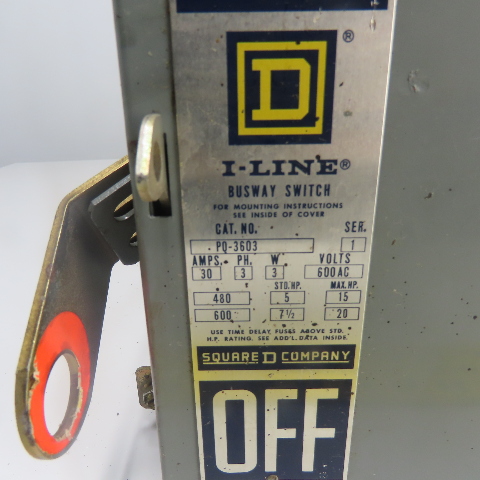 D ®
I-LINE®
BUSWAY SWITCH
FOR MOUNTING INSTRUCTIONS
SEE INSIDE OF COVER
CAT. NO. SER.
PQ-3603 1
AMPS. PH. W VOLTS
30 3 3 600AC
STD. HP. MAX. HP.
480 5 15
600 7½ 20
USE TIME DELAY FUSES ABOVE STD.
H.P. RATING. SEE ADD'L. DATA INSIDE.
SQUARE D COMPANY
OFF